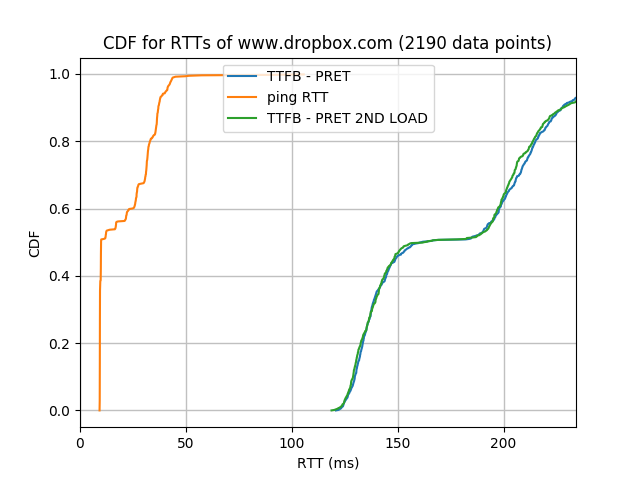 CDF for RTTs of www.dropbox.com (2190 data points)
TTFB - PRET
ping RTT
TTFB - PRET 2ND LOAD
1.0
0.8
0.6
0.4
0.2
0.0
CDF
0 50 100 150 200
RTT (ms)